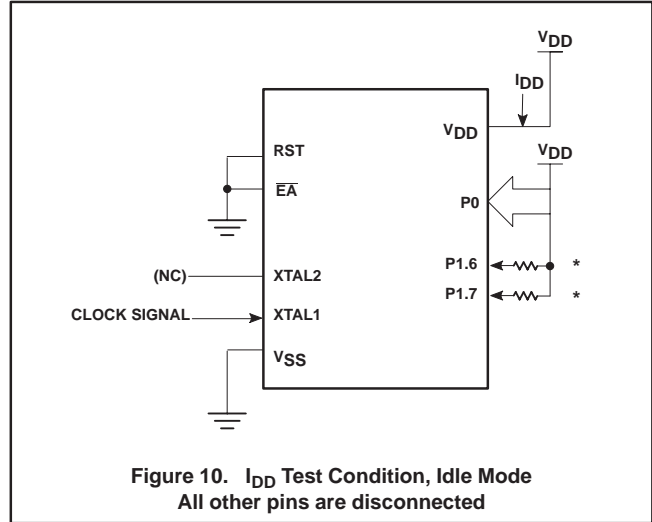 VDD
IDD
VDD
VDD
RST
EA
P0
P1.6 *
(NC) XTAL2
P1.7 *
CLOCK SIGNAL XTAL1
VSS
Figure 10. IDD Test Condition, Idle Mode
All other pins are disconnected